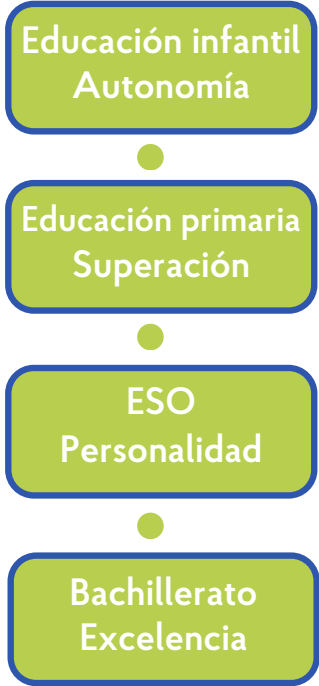 Educación infantil
Autonomía
Educación primaria
Superación
ESO
Personalidad
Bachillerato
Excelencia